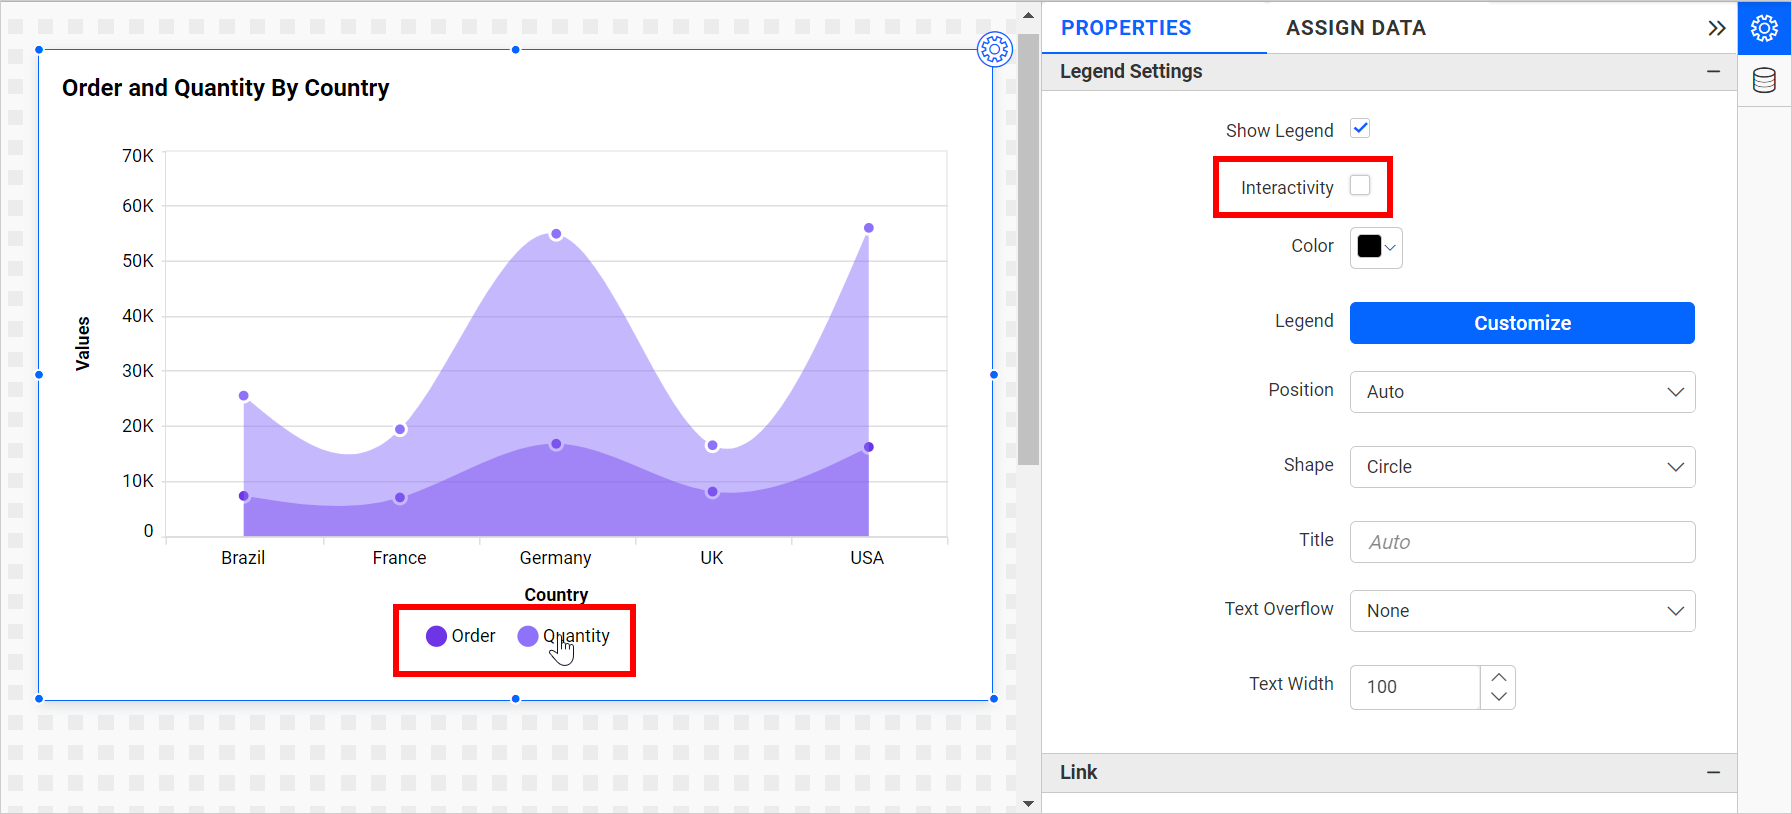 Order and Quantity By Country
70K
60K
50K
40K
30K
20K
10K
0
Values
Brazil France Germany UK USA
Country
Order Quantity
PROPERTIES ASSIGN DATA
Legend Settings
Show Legend
Interactivity
Color
Legend Customize
Position Auto
Shape Circle
Title Auto
Text Overflow None
Text Width 100
Link